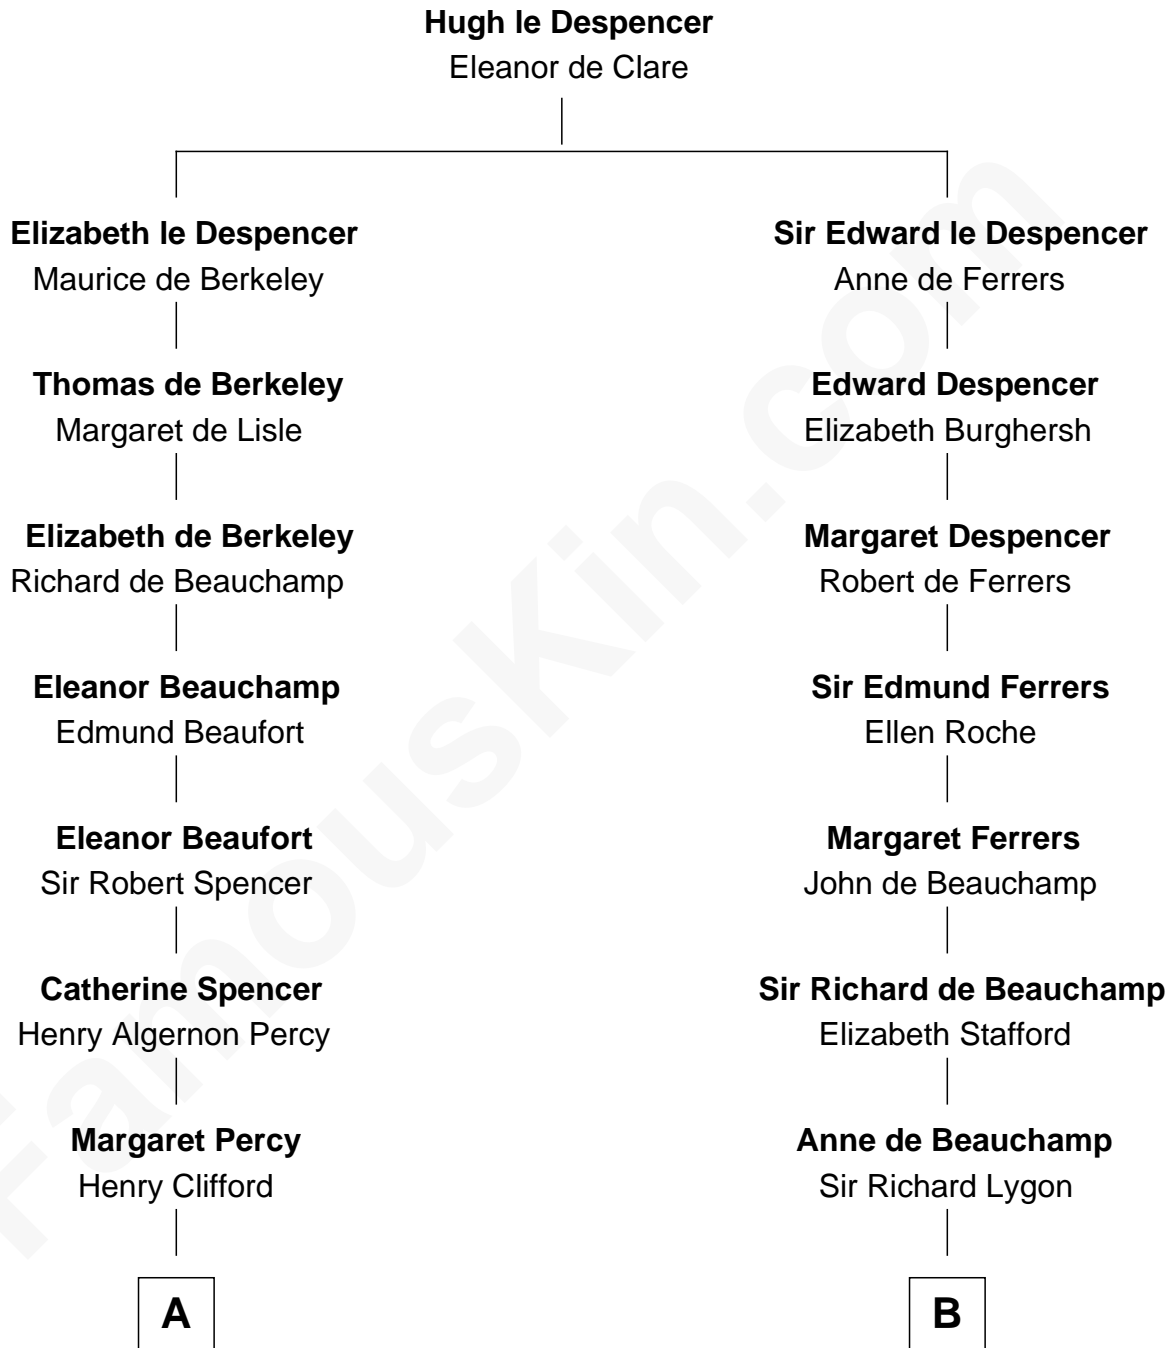 Hugh le Despencer
Eleanor de Clare
Elizabeth le Despencer
Maurice de Berkeley
Sir Edward le Despencer
Anne de Ferrers
Thomas de Berkeley
Margaret de Lisle
Edward Despencer
Elizabeth Burghersh
Elizabeth de Berkeley
Richard de Beauchamp
Margaret Despencer
Robert de Ferrers
Eleanor Beauchamp
Edmund Beaufort
Sir Edmund Ferrers
Ellen Roche
Eleanor Beaufort
Sir Robert Spencer
Margaret Ferrers
John de Beauchamp
Catherine Spencer
Henry Algernon Percy
Sir Richard de Beauchamp
Elizabeth Stafford
Margaret Percy
Henry Clifford
Anne de Beauchamp
Sir Richard Lygon
A
B
FamousKin.com